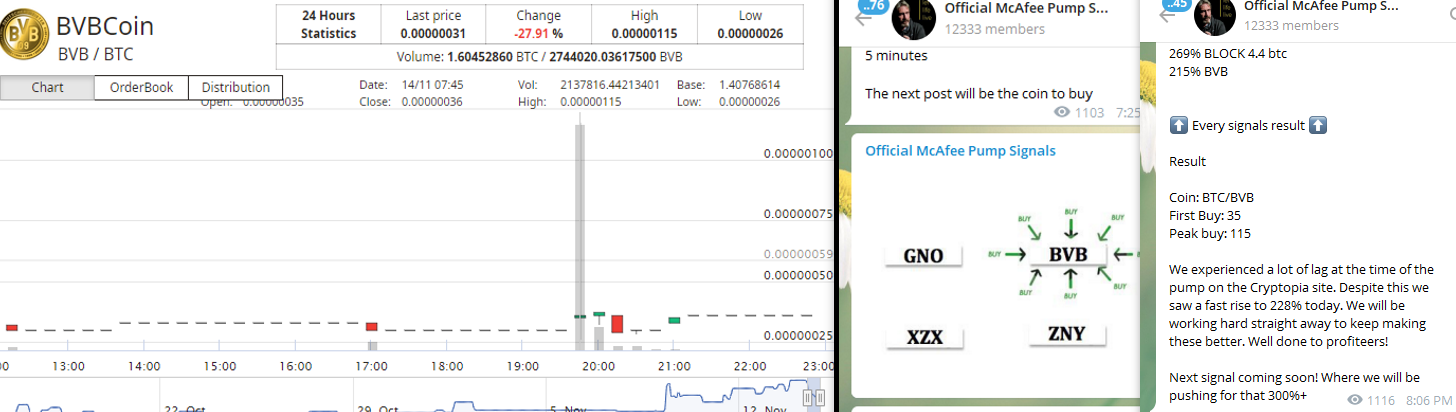 BVBCoin
BVB / BTC
24 Hours
Statistics
Last price
0.00000031
Change
-27.91 %
High
0.00000115
Low
0.00000026
Volume: 1.60452860 BTC / 2744020.03617500 BVB
Chart
OrderBook
Distribution
Open: 0.00000035
Date: 14/11 07:45
Vol: 2137816.44213401
Base: 1.40768614
Close: 0.00000036
High: 0.00000115
Low: 0.00000026
0.00000100
0.00000075
0.00000059
0.00000050
0.00000025
00 13:00 14:00 15:00 16:00 17:00 18:00 19:00 20:00 21:00 22:00 23:00
22. Oct 29. Oct 5. Nov 12. Nov
..76
Official McAfee Pump S...
12333 members
5 minutes
The next post will be the coin to buy
1103 7:25
Official McAfee Pump Signals
BUY BUY BUY
GNO
BUY
BVB
B
BUY BUY BUY
XZX
ZNY
..45
Official McAfee Pump S...
12333 members
269% BLOCK 4.4 btc
215% BVB
Every signals result
Result
Coin: BTC/BVB
First Buy: 35
Peak buy: 115
We experienced a lot of lag at the time of the
pump on the Cryptopia site. Despite this we
saw a fast rise to 228% today. We will be
working hard straight away to keep making
these better. Well done to profiteers!
Next signal coming soon! Where we will be
pushing for that 300%+
1116 8:06 PM